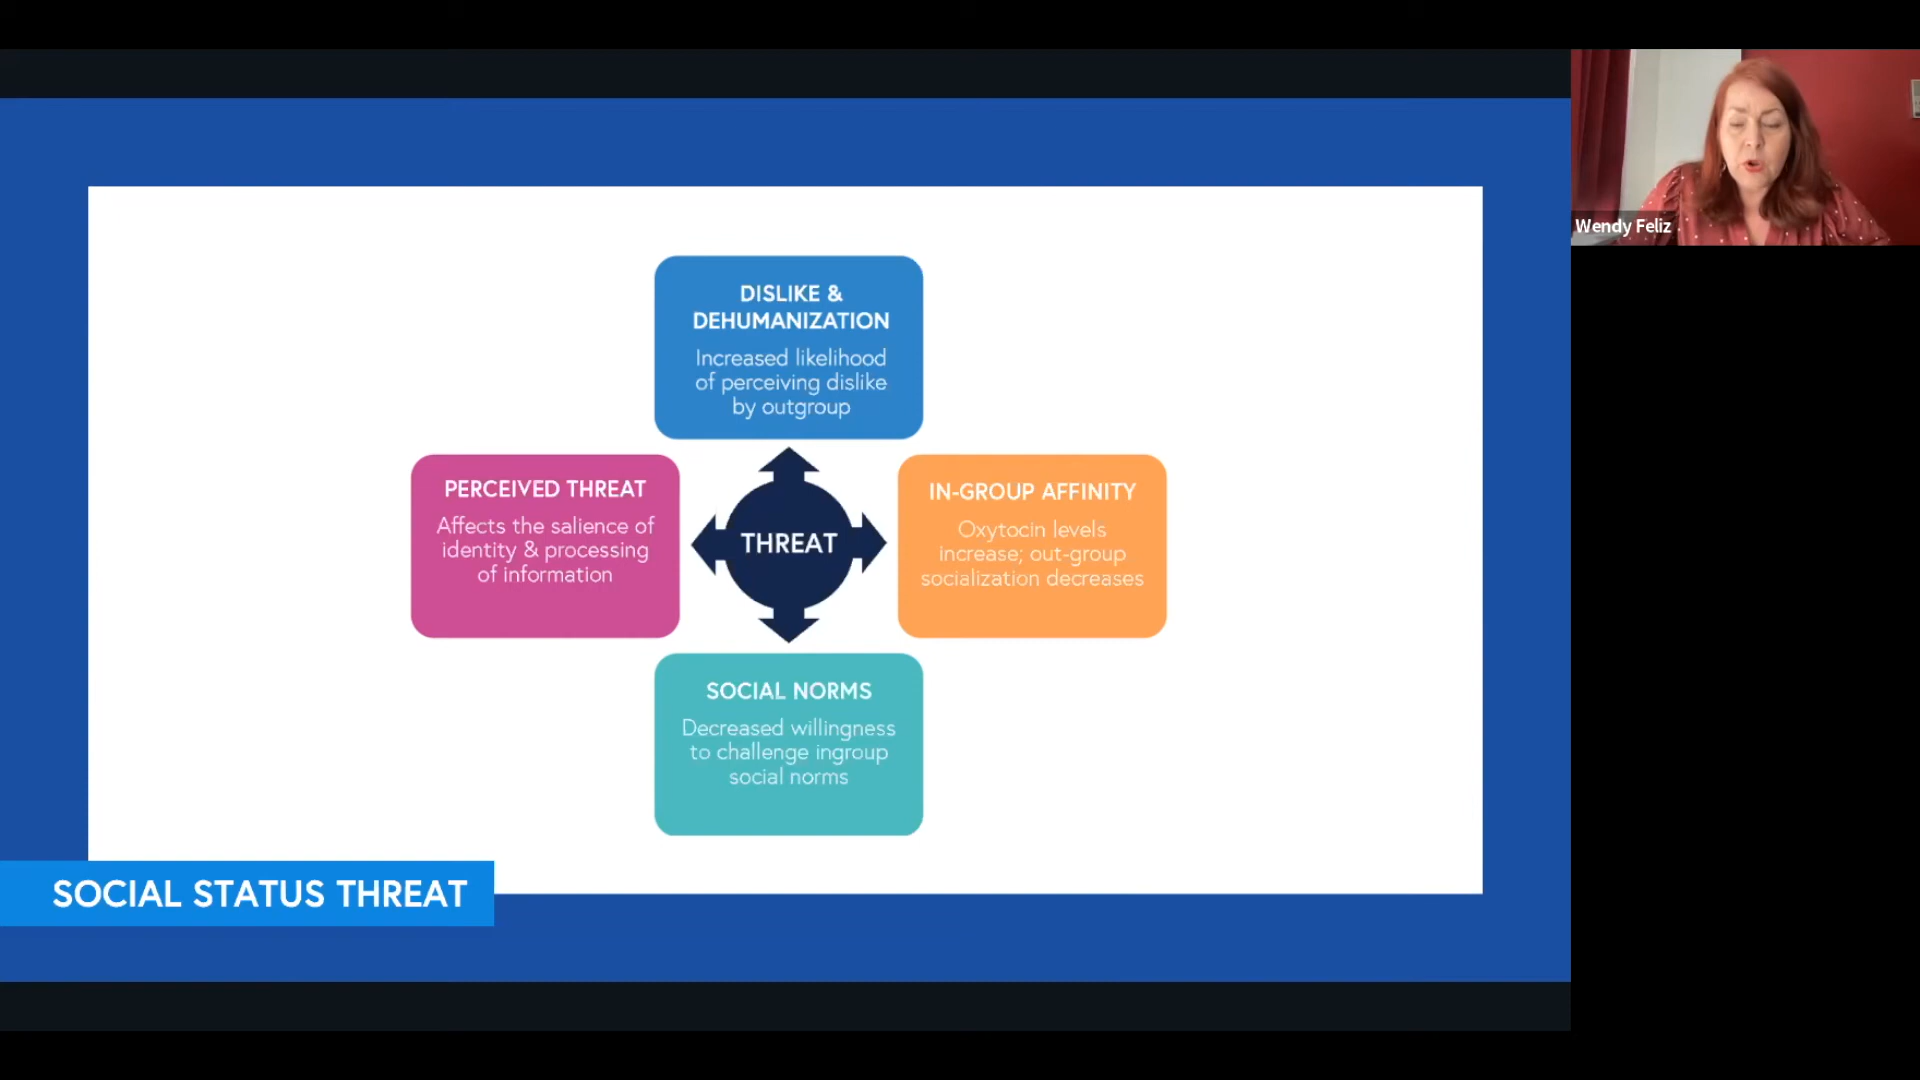 Wendy Feliz
DISLIKE &
DEHUMANIZATION
Increased likelihood
of perceiving dislike
by outgroup
PERCEIVED THREAT
Affects the salience of
identity & processing
of information
THREAT
IN-GROUP AFFINITY
Oxytocin levels
increase; out-group
socialization decreases
SOCIAL NORMS
Decreased willingness
to challenge ingroup
social norms
SOCIAL STATUS THREAT